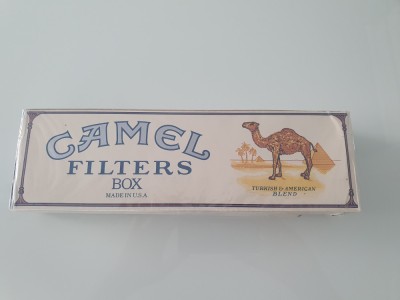 CAMEL
FILTERS
BOX
MADE IN U.S.A
TURKISH & AMERICAN
BLEND